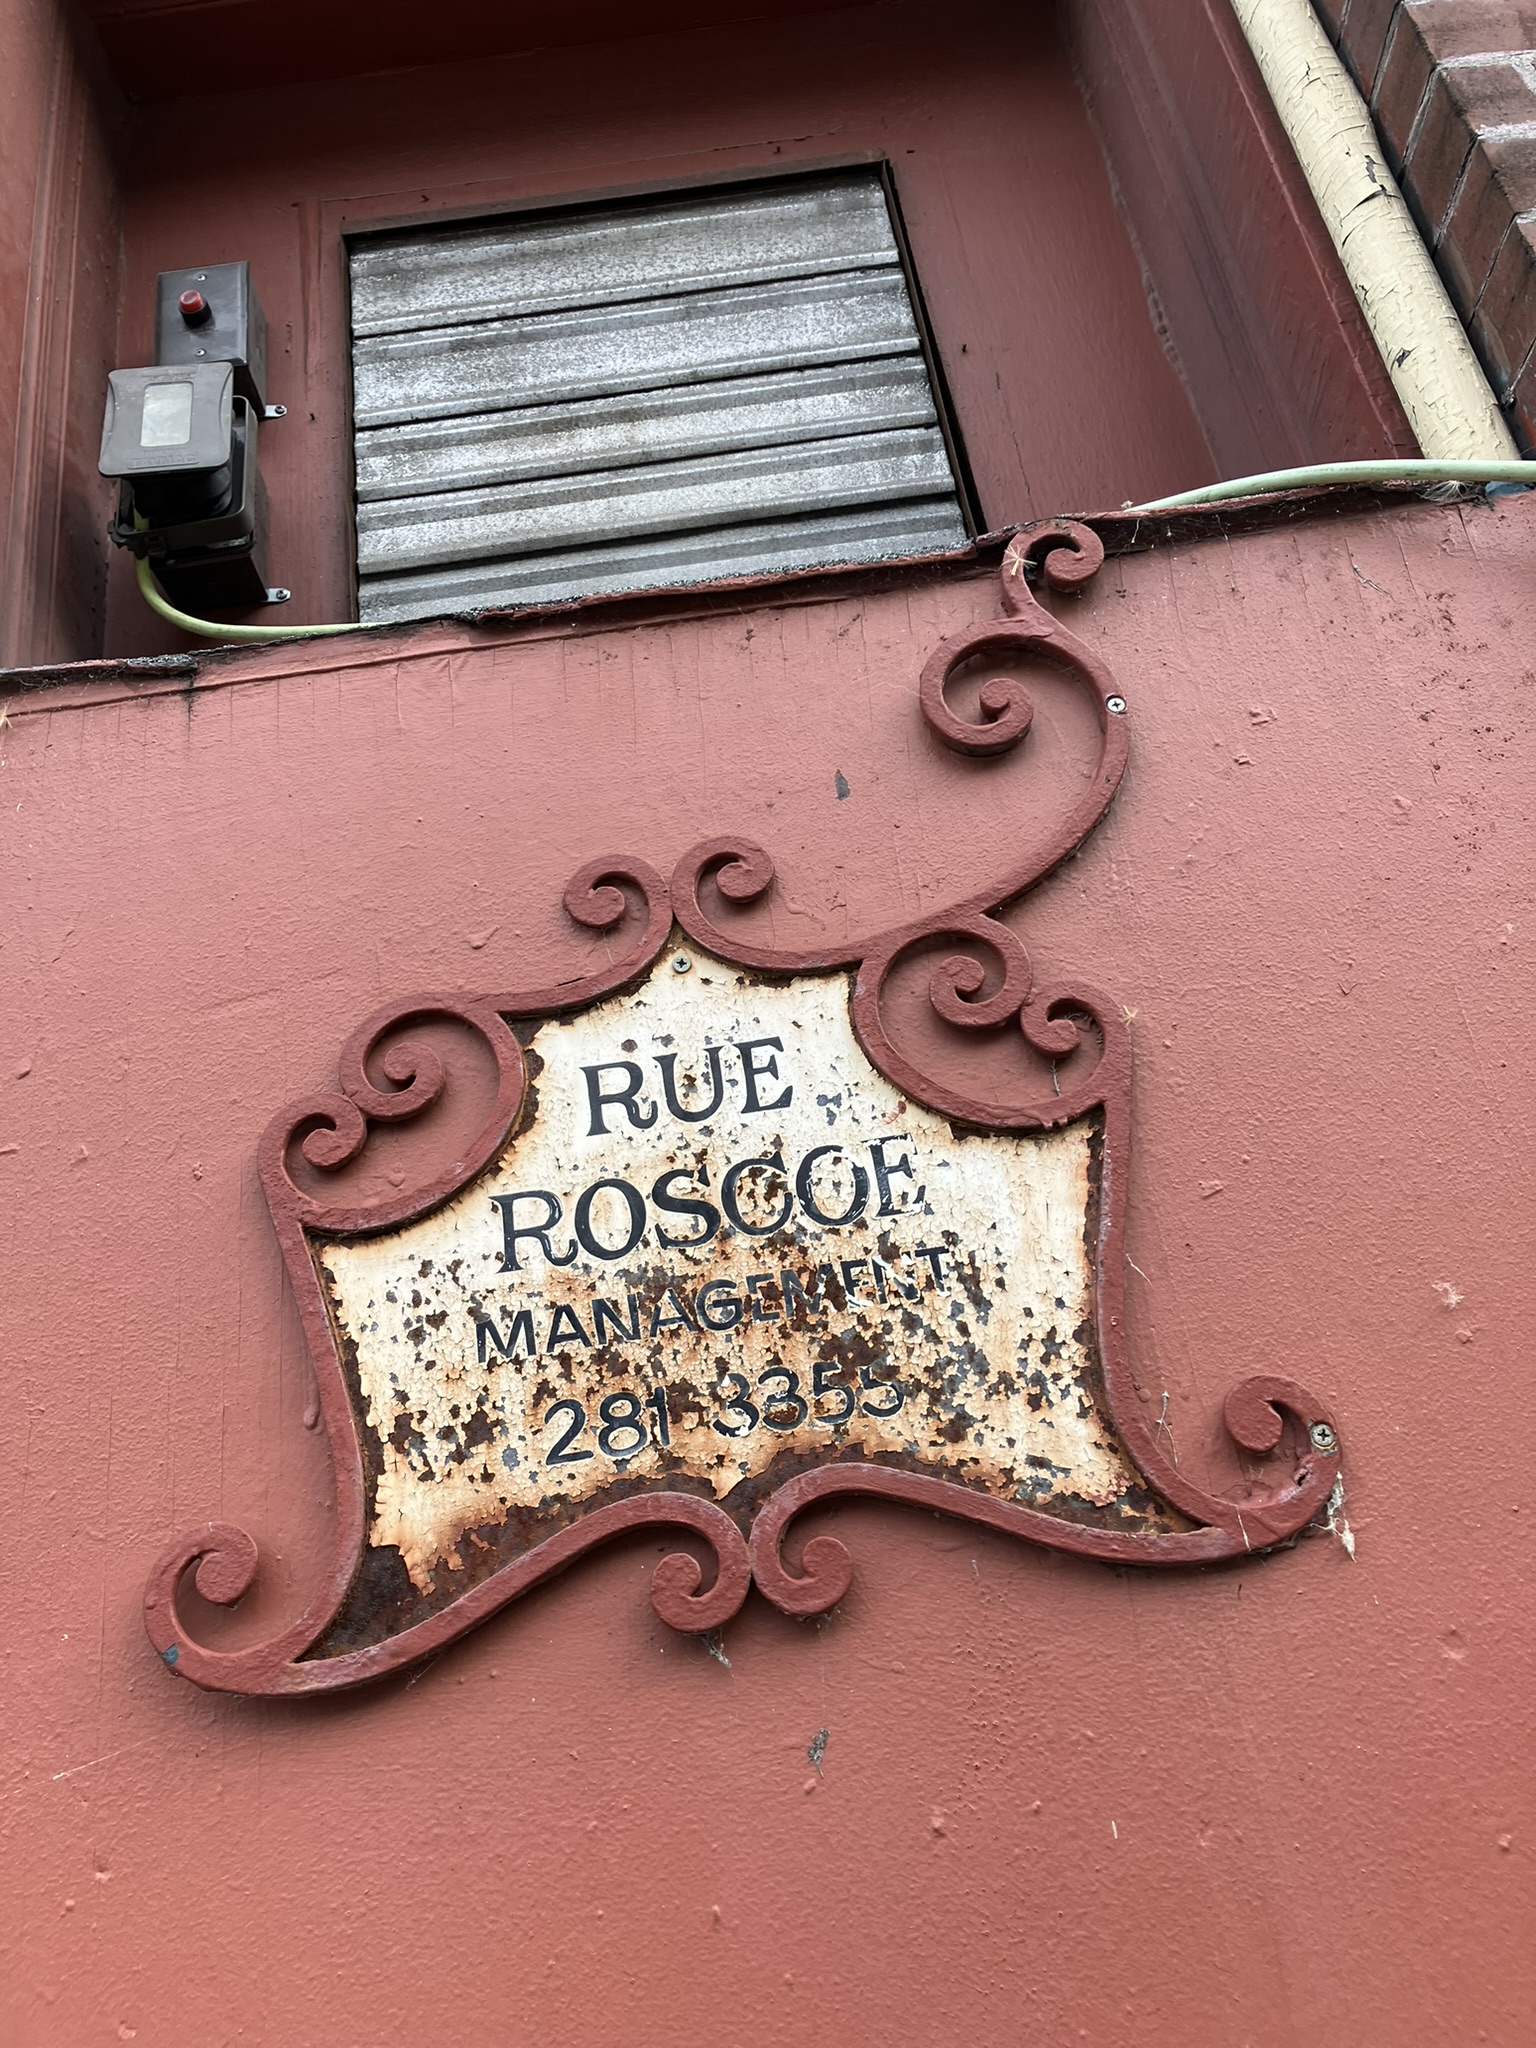 RUE
ROSCOE
MANAGEMENT
281-3355